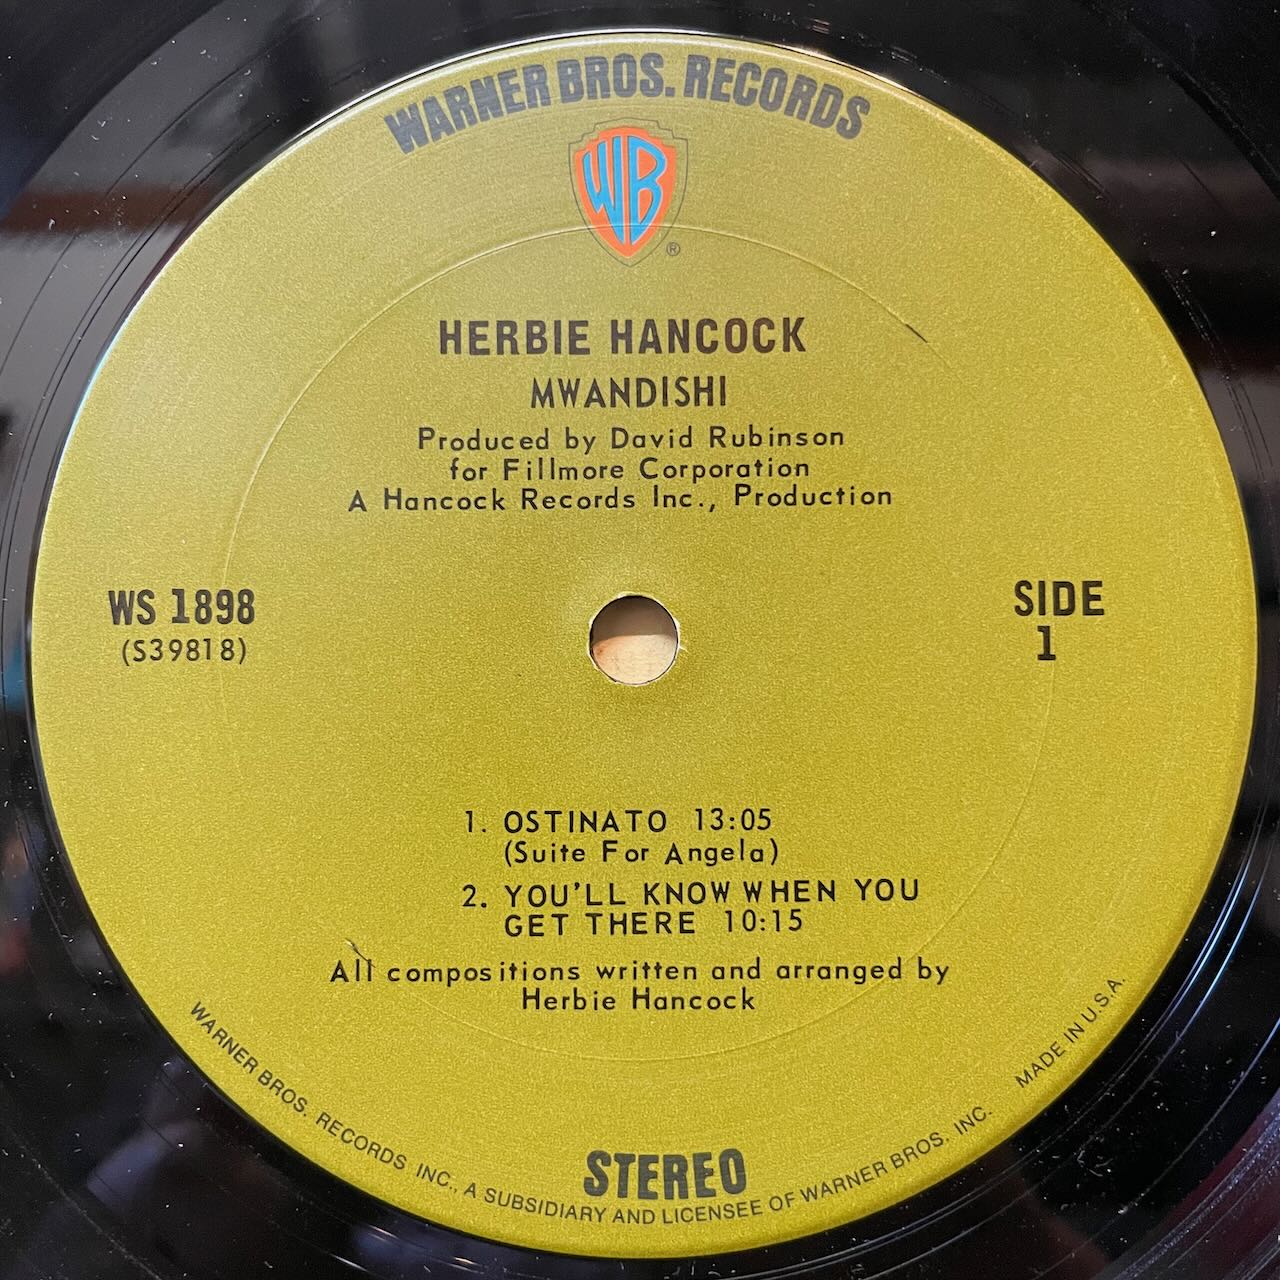 WARNER BROS. RECORDS
WB
®
HERBIE HANCOCK
MWANDISHI
Produced by David Rubinson
for Fillmore Corporation
A Hancock Records Inc., Production
WS 1898
(S39818)
SIDE
1
1. OSTINATO 13:05
(Suite For Angela)
2. YOU'LL KNOW WHEN YOU
GET THERE 10:15
All compositions written and arranged by
Herbie Hancock
STEREO
WARNER BROS. RECORDS INC., A SUBSIDIARY AND LICENSEE OF WARNER BROS. INC. MADE IN U.S.A.